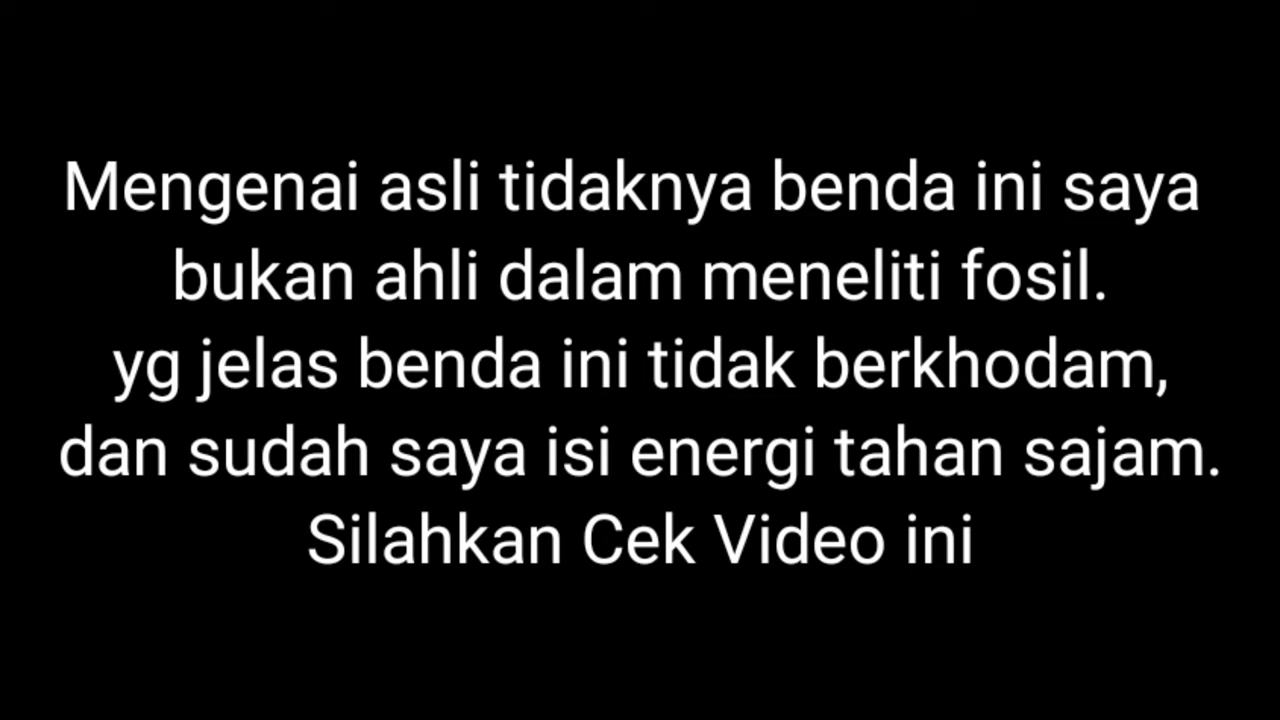 Mengenai asli tidaknya benda ini saya
bukan ahli dalam meneliti fosil.
yg jelas benda ini tidak berkhodam,
dan sudah saya isi energi tahan sajam.
Silahkan Cek Video ini